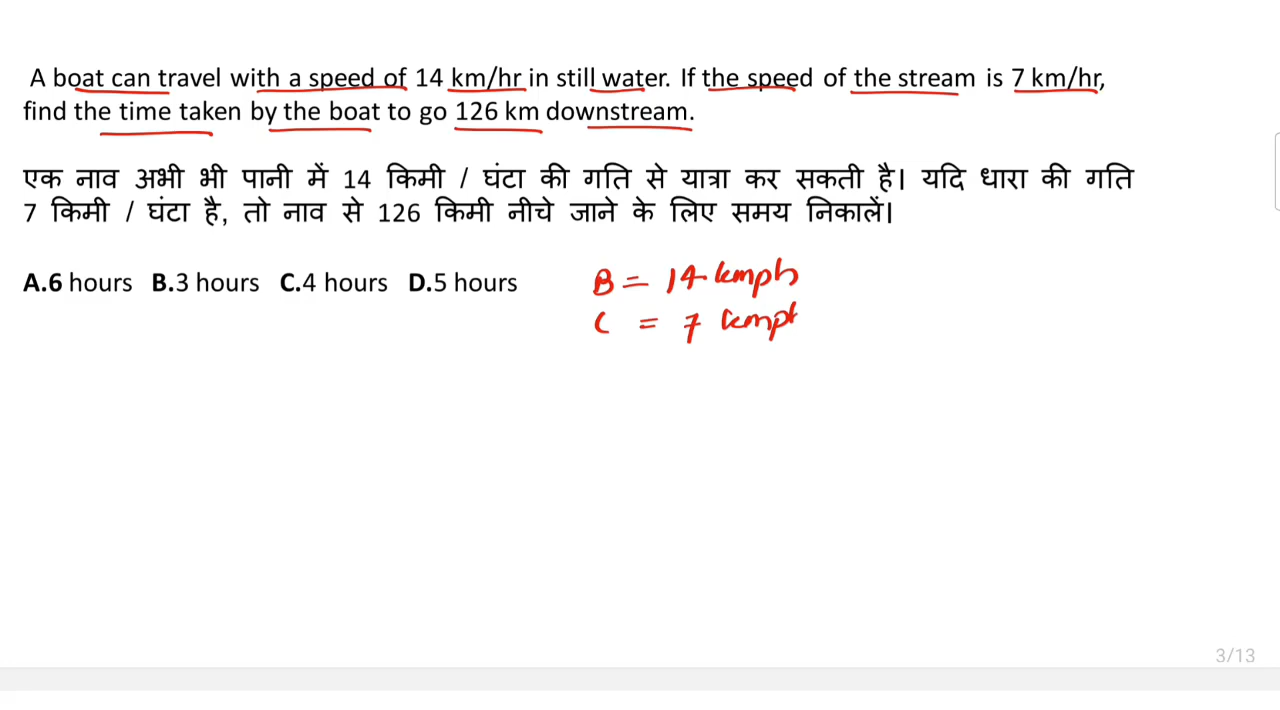 A boat can travel with a speed of 14 km/hr in still water. If the speed of the stream is 7 km/hr,
find the time taken by the boat to go 126 km downstream.
एक नाव अभी भी पानी में 14 किमी / घंटा की गति से यात्रा कर सकती है। यदि धारा की गति
7 किमी / घंटा है, तो नाव से 126 किमी नीचे जाने के लिए समय निकालें।
A.6 hours B.3 hours C.4 hours D.5 hours
B = 14 kmph
C = 7 kmph
3/13